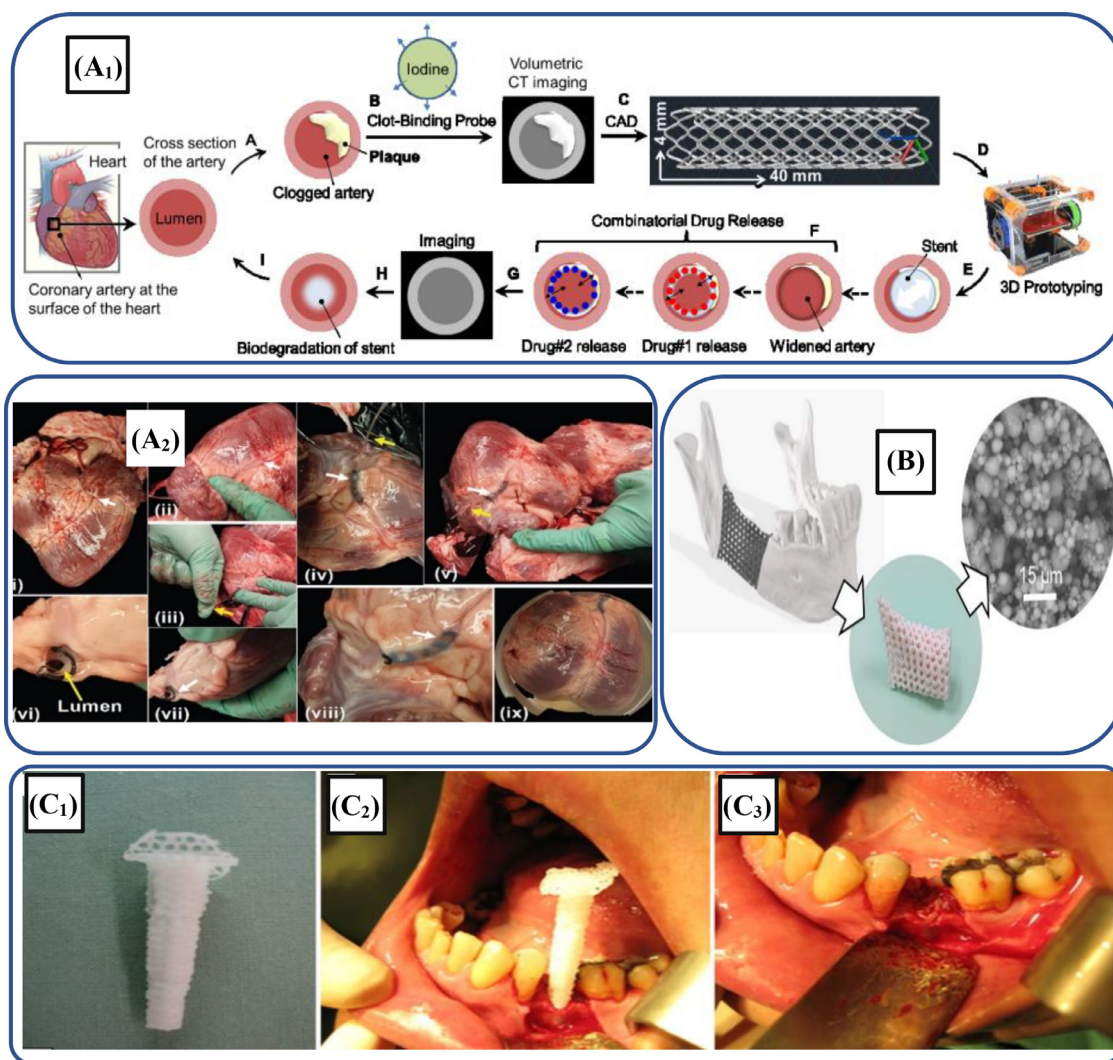 (A1)
Iodine
Volumetric
CT imaging
B
Clot-Binding Probe
C
CAD
Cross section
of the artery
A
Heart
Plaque
Clogged artery
4 mm
40 mm
D
Lumen
Combinatorial Drug Release
F
Imaging
Stent
I
H
G
E
3D Prototyping
Coronary artery at the
surface of the heart
Biodegradation of stent
Drug#2 release
Drug#1 release
Widened artery
(A2)
i)
(ii)
(iii)
(iv)
(v)
(vi)
Lumen
(vii)
(viii)
(ix)
(B)
15 µm
(C1)
(C2)
(C3)